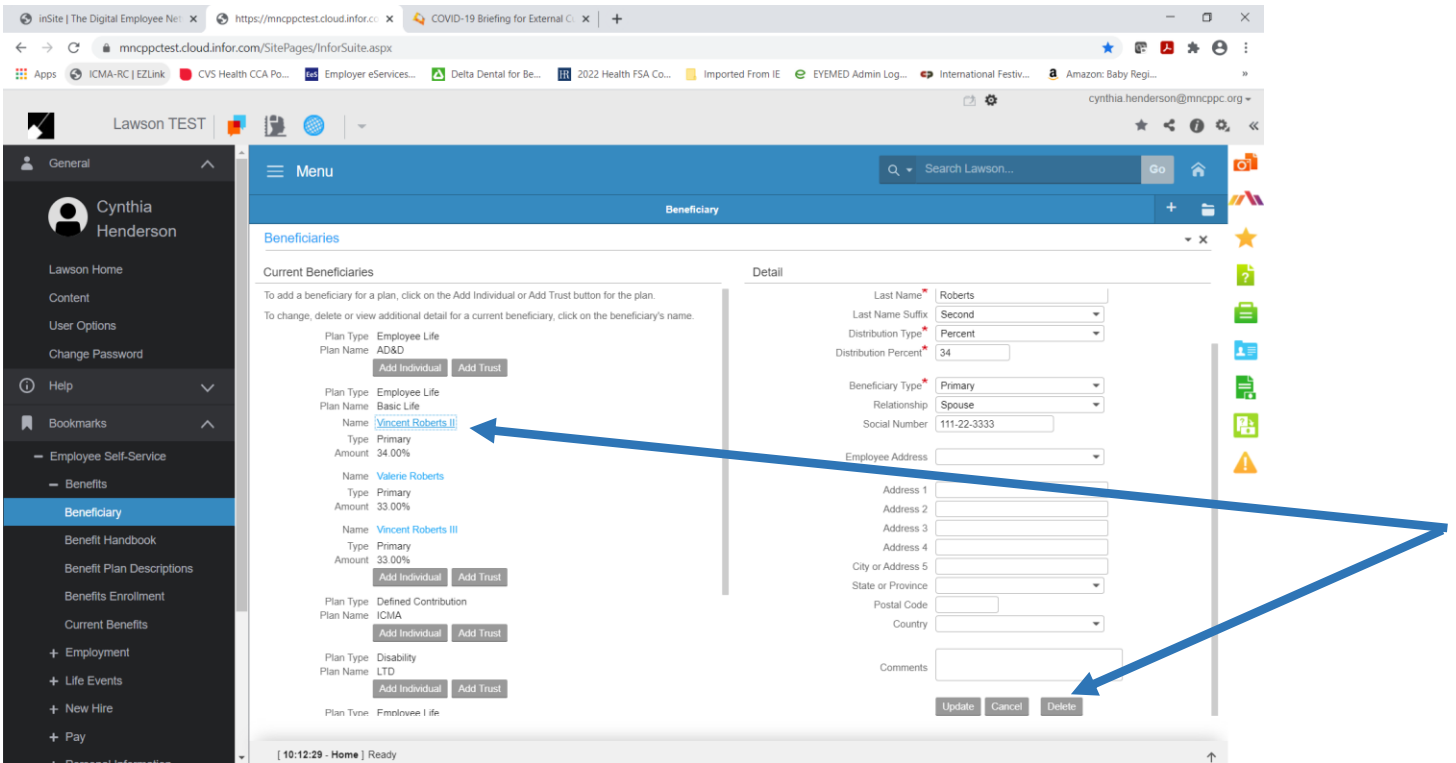 inSite | The Digital Employee Net
https://mncppctest.cloud.infor.co
COVID-19 Briefing for External C
mncppctest.cloud.infor.com/SitePages/InforSuite.aspx
Apps
ICMA-RC | EZLink
CVS Health CCA Po...
EeS
Employer eServices...
Delta Dental for Be...
HR
2022 Health FSA Co...
Imported From IE
EYEMED Admin Log...
International Festiv...
Amazon: Baby Regi...
»
cynthia.henderson@mncppc.org
Lawson TEST
General
Cynthia
Henderson
Lawson Home
Content
User Options
Change Password
Help
Bookmarks
Employee Self-Service
Benefits
Beneficiary
Benefit Handbook
Benefit Plan Descriptions
Benefits Enrollment
Current Benefits
+ Employment
+ Life Events
+ New Hire
+ Pay
+ Personal Information
Menu
Search Lawson...
Go
Beneficiary
Beneficiaries
Current Beneficiaries
To add a beneficiary for a plan, click on the Add Individual or Add Trust button for the plan.
To change, delete or view additional detail for a current beneficiary, click on the beneficiary's name.
Plan Type Employee Life
Plan Name AD&D
Add Individual Add Trust
Plan Type Employee Life
Plan Name Basic Life
Name Vincent Roberts II
Type Primary
Amount 34.00%
Name Valerie Roberts
Type Primary
Amount 33.00%
Name Vincent Roberts III
Type Primary
Amount 33.00%
Add Individual Add Trust
Plan Type Defined Contribution
Plan Name ICMA
Add Individual Add Trust
Plan Type Disability
Plan Name LTD
Add Individual Add Trust
Plan Type Employee Life
Detail
Last Name* Roberts
Last Name Suffix Second
Distribution Type* Percent
Distribution Percent* 34
Beneficiary Type* Primary
Relationship Spouse
Social Number 111-22-3333
Employee Address
Address 1
Address 2
Address 3
Address 4
City or Address 5
State or Province
Postal Code
Country
Comments
Update Cancel Delete
[ 10:12:29 - Home ] Ready